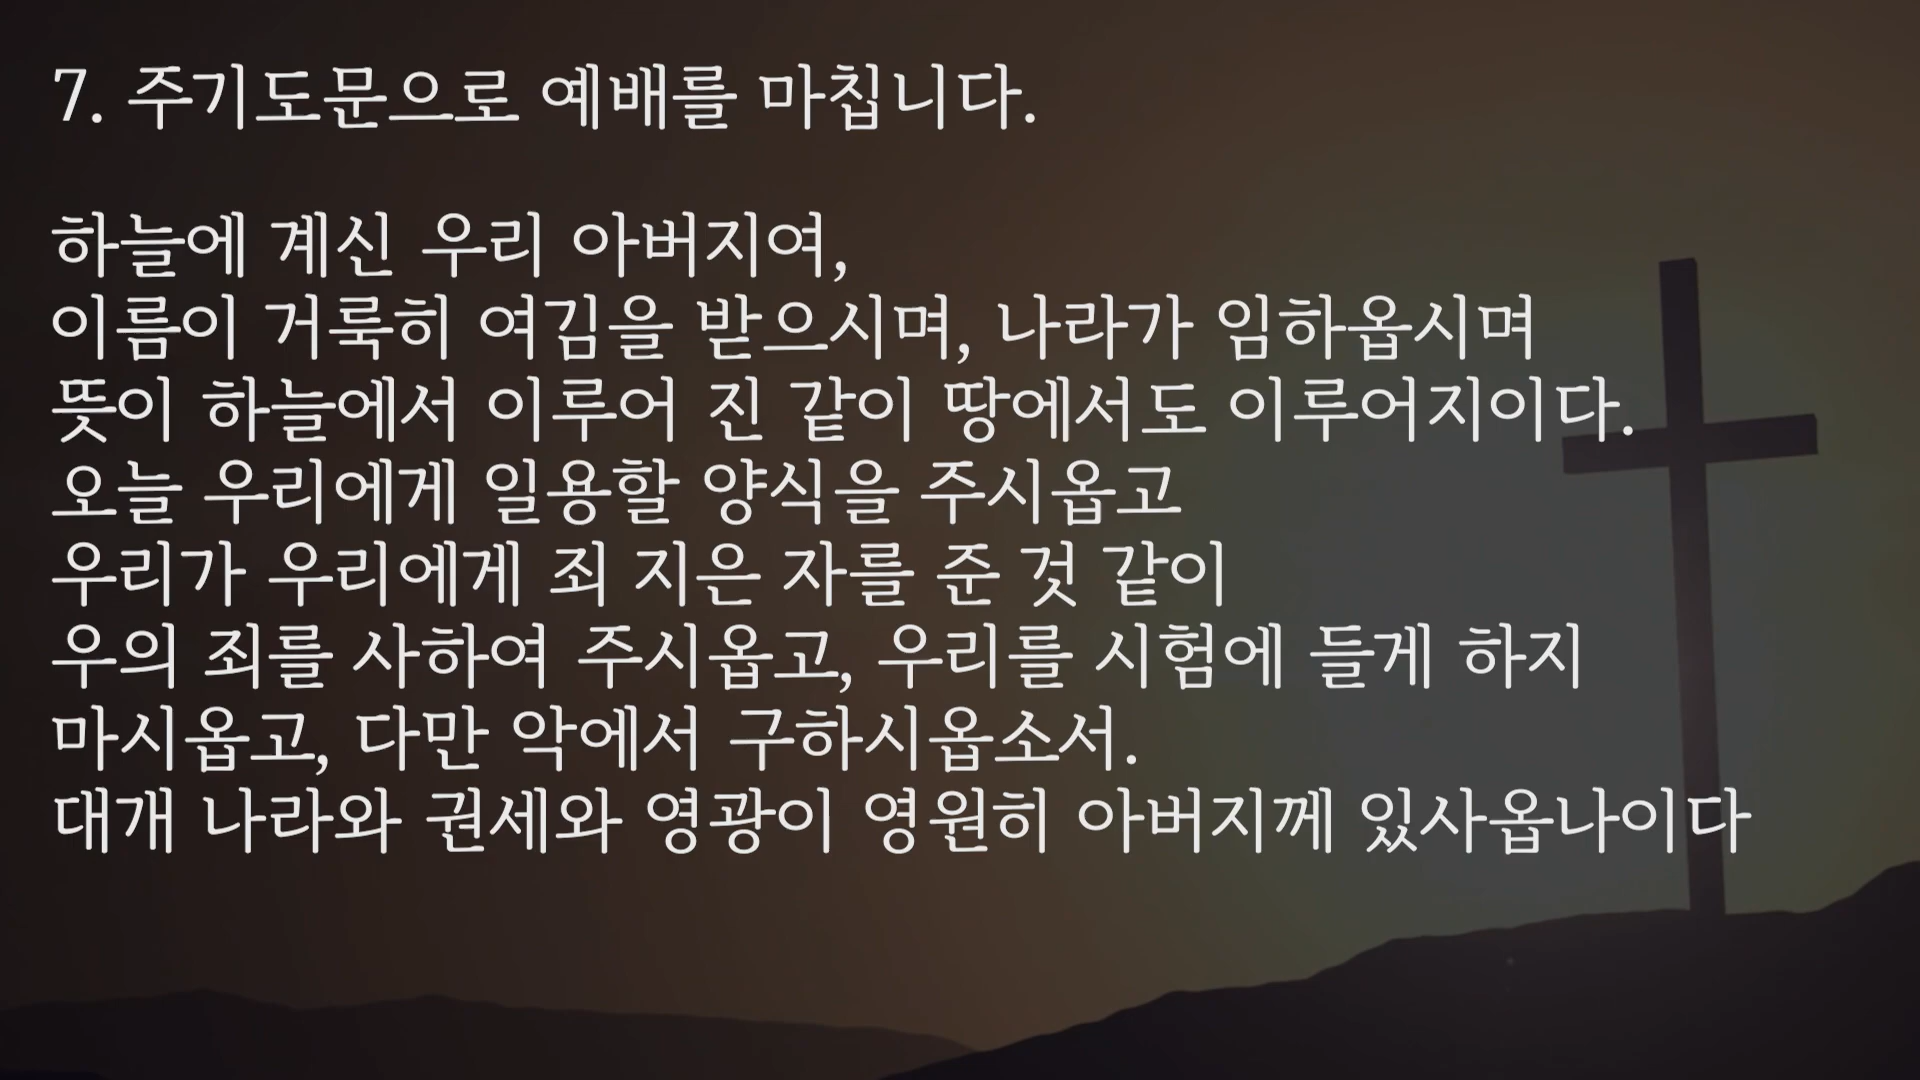 7. 주기도문으로 예배를 마칩니다.
하늘에 계신 우리 아버지여,
이름이 거룩히 여김을 받으시며, 나라가 임하옵시며
뜻이 하늘에서 이루어 진 같이 땅에서도 이루어지이다.
오늘 우리에게 일용할 양식을 주시옵고
우리가 우리에게 죄 지은 자를 준 것 같이
우의 죄를 사하여 주시옵고, 우리를 시험에 들게 하지
마시옵고, 다만 악에서 구하시옵소서.
대개 나라와 권세와 영광이 영원히 아버지께 있사옵나이다